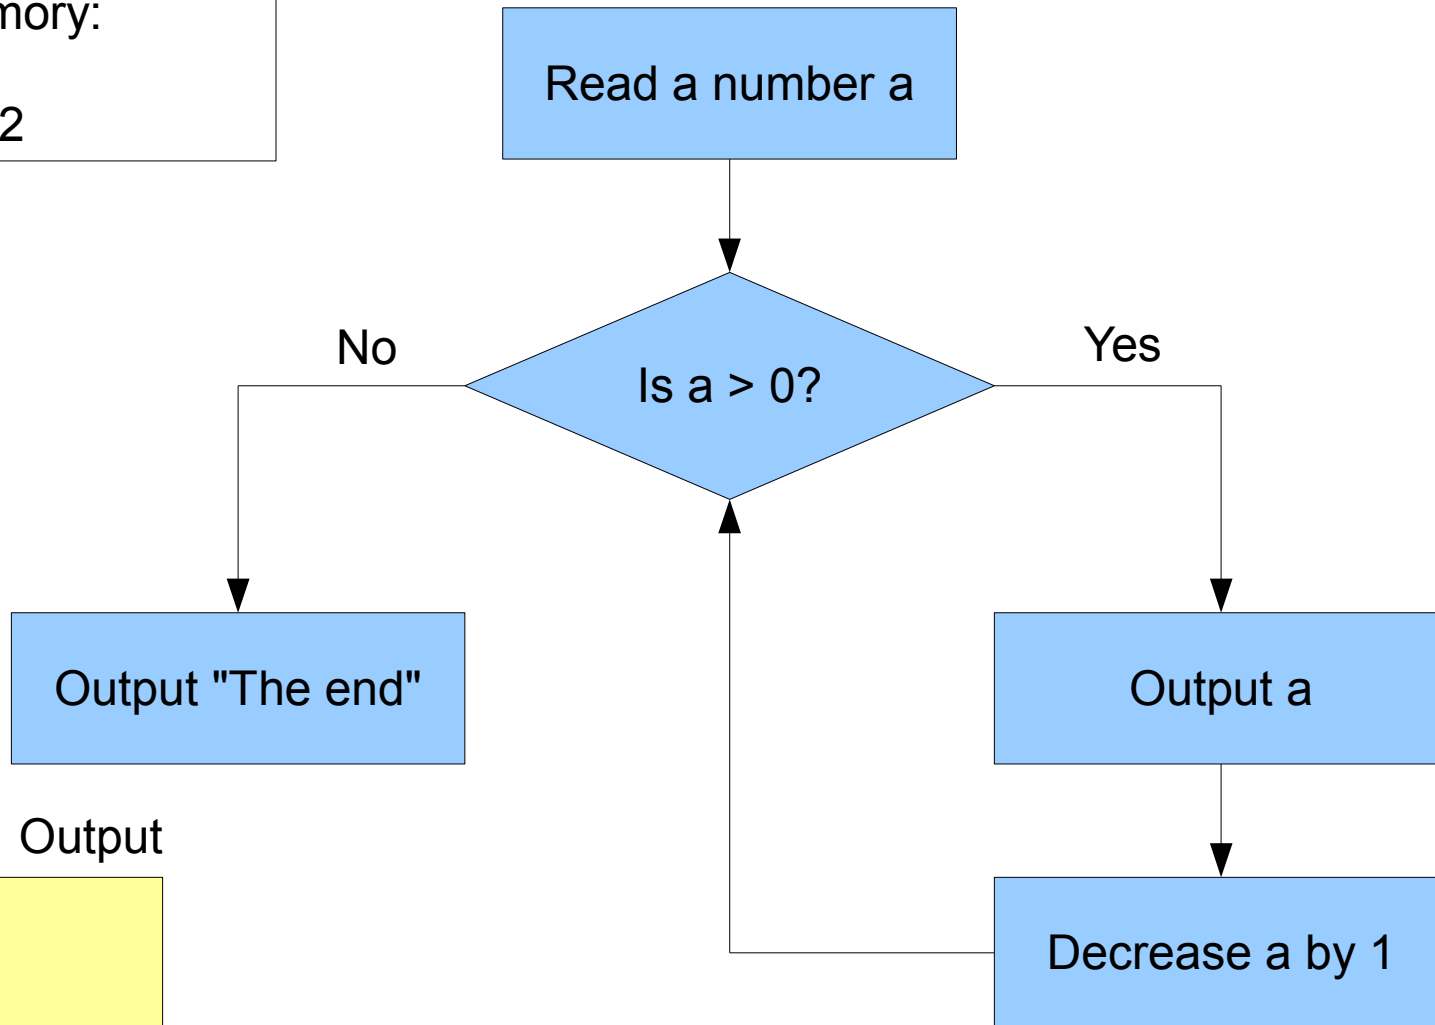 mory:
2
Read a number a
No
Is a > 0?
Yes
Output "The end"
Output a
Output
Decrease a by 1